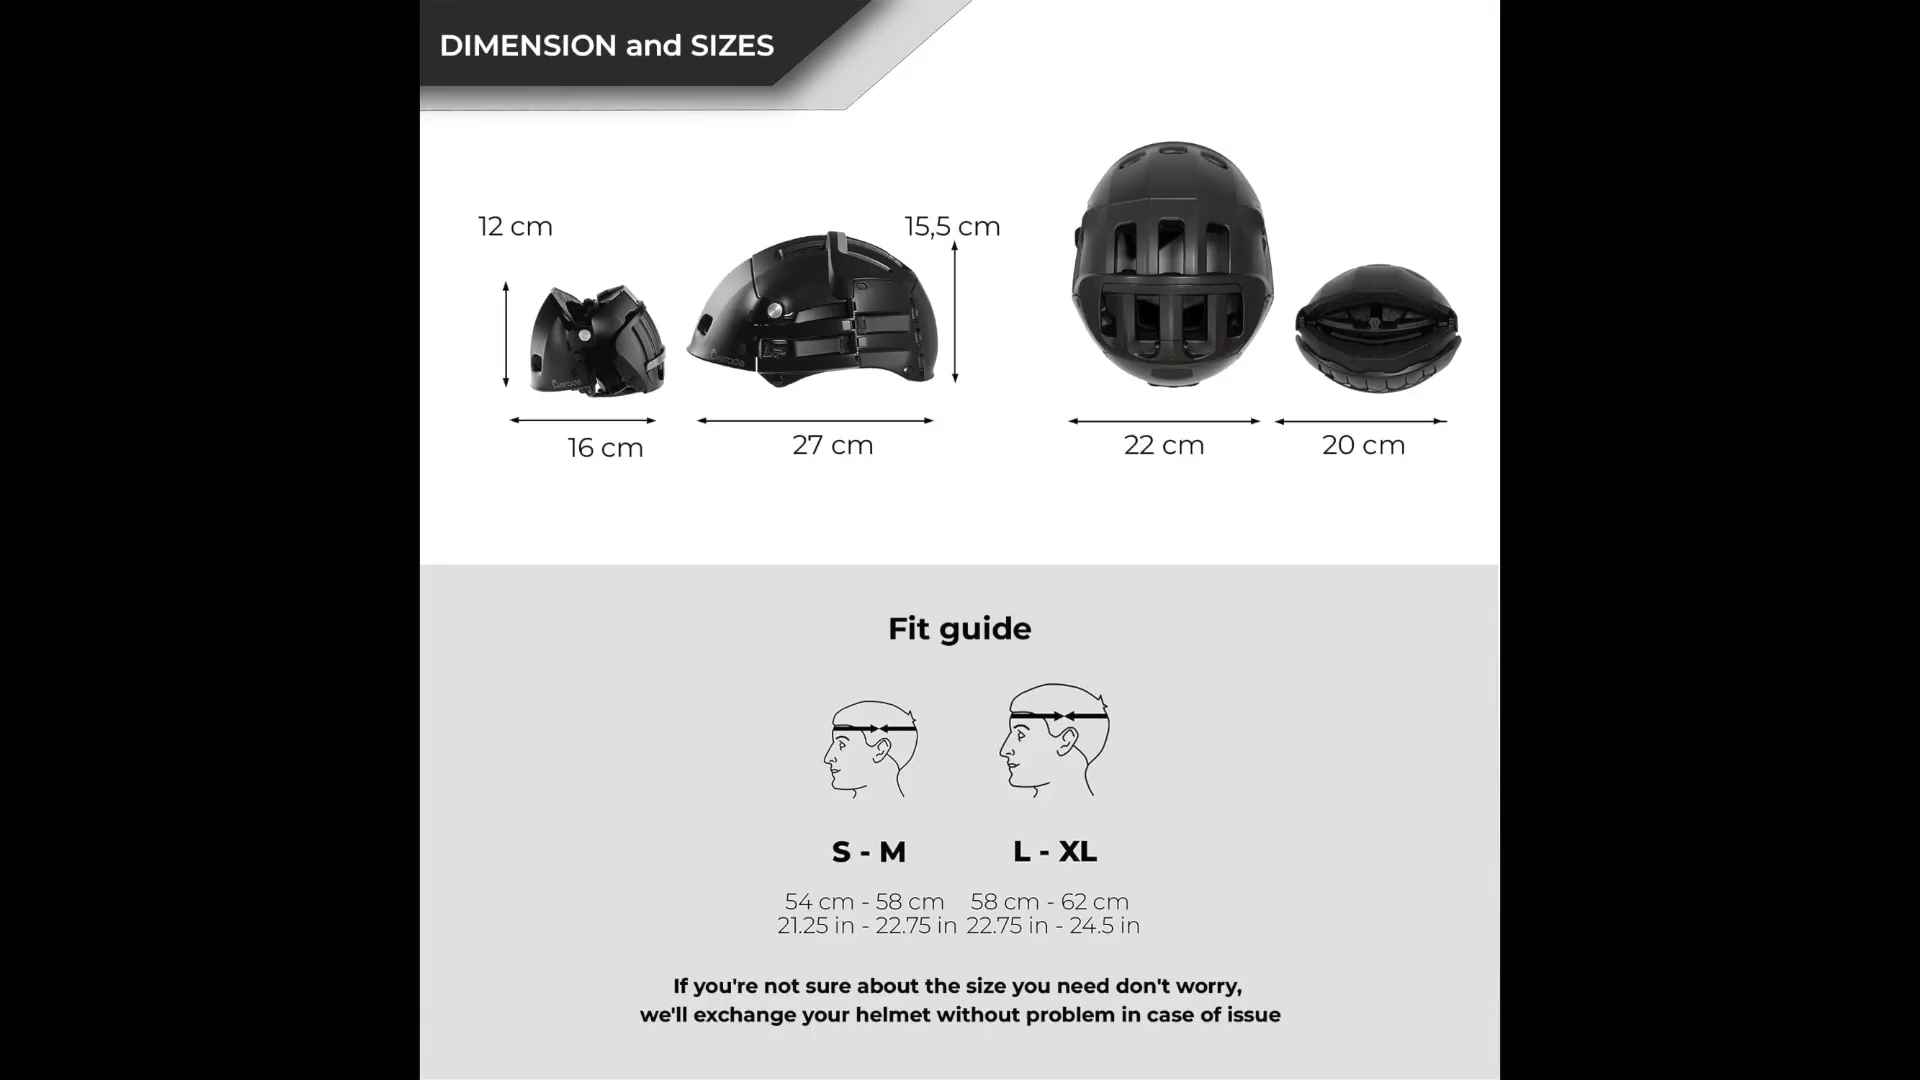 DIMENSION and SIZES
12 cm
15,5 cm
Overade
Overade
16 cm
27 cm
22 cm
20 cm
Fit guide
S - M
L - XL
54 cm - 58 cm
58 cm - 62 cm
21.25 in - 22.75 in
22.75 in - 24.5 in
If you're not sure about the size you need don't worry,
we'll exchange your helmet without problem in case of issue